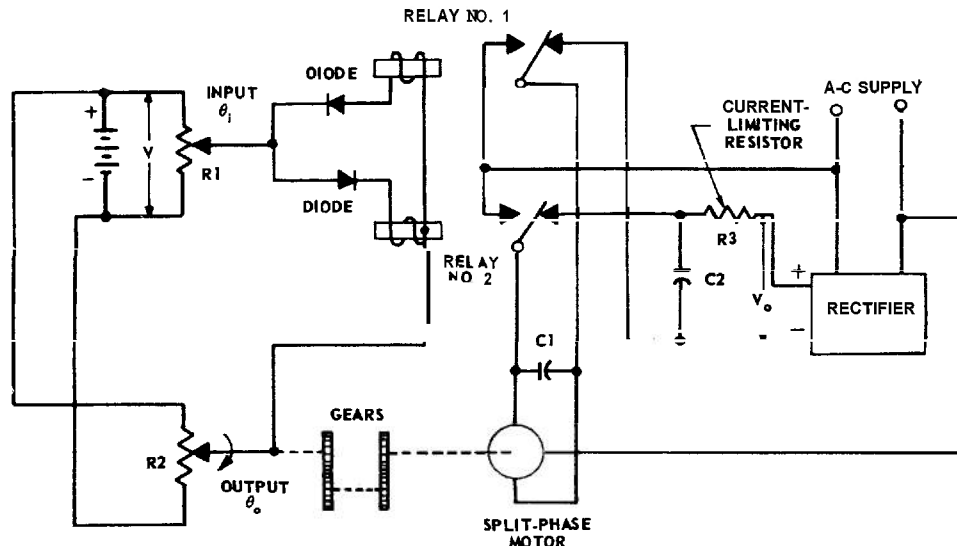 RELAY NO. 1
OIODE
INPUT
θi
+
V
-
R1
DIODE
RELAY
NO. 2
A-C SUPPLY
CURRENT-
LIMITING
RESISTOR
R3
C2
Vo
+
-
RECTIFIER
C1
GEARS
R2
OUTPUT
θo
SPLIT-PHASE
MOTOR